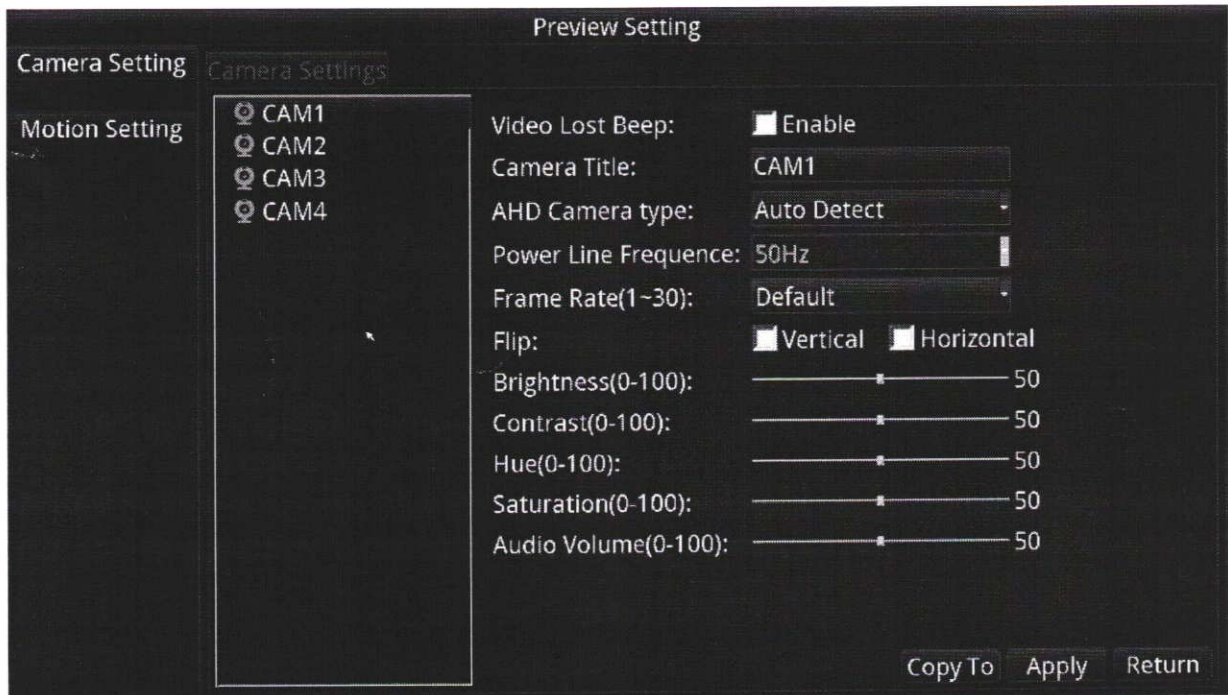 Preview Setting
Camera Setting
Camera Settings
Motion Setting
CAM1
CAM2
CAM3
CAM4
Video Lost Beep: Enable
Camera Title: CAM1
AHD Camera type: Auto Detect
Power Line Frequence: 50Hz
Frame Rate(1~30): Default
Flip: Vertical Horizontal
Brightness(0-100): 50
Contrast(0-100): 50
Hue(0-100): 50
Saturation(0-100): 50
Audio Volume(0-100): 50
Copy To Apply Return